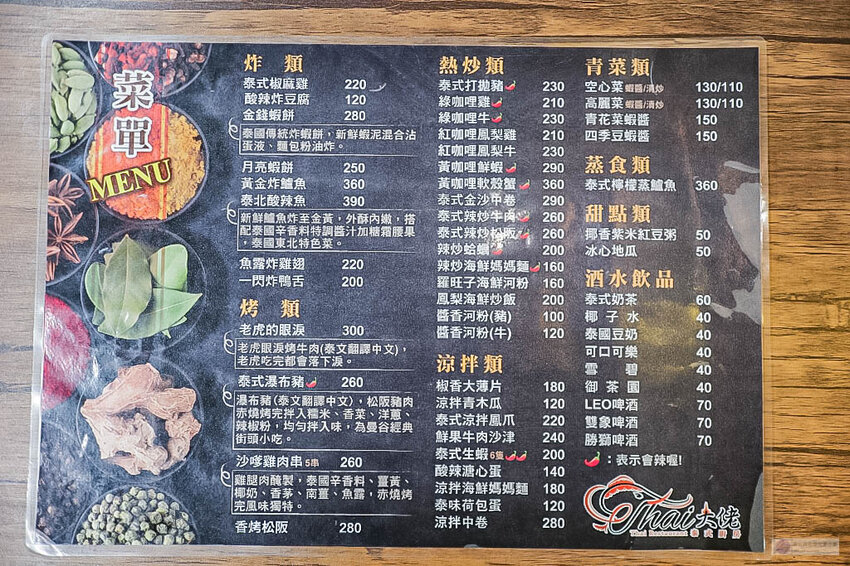 菜單
MENU
炸 類
泰式椒麻雞 220
酸辣炸豆腐 120
金錢蝦餅 280
泰國傳統炸蝦餅，新鮮蝦泥混合沾
蛋液、麵包粉油炸。
月亮蝦餅 250
黃金炸鱸魚 360
泰北酸辣魚 390
新鮮鱸魚炸至金黃，外酥內嫩，搭
配泰國辛香料特調醬汁加糖霜腰果
，泰國東北特色菜。
魚露炸雞翅 220
一閃炸鴨舌 200
烤 類
老虎的眼淚 300
老虎眼淚烤牛肉(泰文翻譯中文)，
老虎吃完都會落下淚。
泰式瀑布豬 260
瀑布豬(泰文翻譯中文)，松阪豬肉
赤燒烤完拌入糯米、香菜、洋蔥、
辣椒粉，均勻拌入味，為曼谷經典
街頭小吃。
沙嗲雞肉串 5串 260
雞腿肉醃製，泰國辛香料、薑黃、
椰奶、香茅、南薑、魚露，赤燒烤
完風味獨特。
香烤松阪 280
熱炒類
泰式打拋豬 230
綠咖哩雞 210
綠咖哩牛 210
紅咖哩鳳梨雞 230
紅咖哩鳳梨牛 230
黃咖哩鮮蝦 290
黃咖哩軟殼蟹 360
泰式金沙中卷 290
泰式辣炒牛肉 260
泰式辣炒松阪 260
辣炒蛤蠣 200
辣炒海鮮媽媽麵 160
羅旺子海鮮河粉 160
鳳梨海鮮炒飯 200
醬香河粉(豬) 100
醬香河粉(牛) 120
涼拌類
椒香大薄片 180
涼拌青木瓜 120
泰式涼拌鳳爪 220
鮮果牛肉沙津 240
泰式生蝦 6隻 200
酸辣溏心蛋 140
涼拌海鮮媽媽麵 160
泰味荷包蛋 120
涼拌中卷 280
青菜類
空心菜 蝦醬/清炒 130/110
高麗菜 蝦醬/清炒 130/110
青花菜蝦醬 150
四季豆蝦醬 150
蒸食類
泰式檸檬蒸鱸魚 360
甜點類
椰香紫米紅豆粥 50
冰心地瓜 50
酒水飲品
泰式奶茶 60
椰 子 水 40
泰國豆奶 40
可口可樂 40
雪 碧 40
御 茶 園 40
LEO啤酒 70
雙象啤酒 70
勝獅啤酒 70
：表示會辣喔!
Thai大佬
Thai Restaurant 泰式廚房